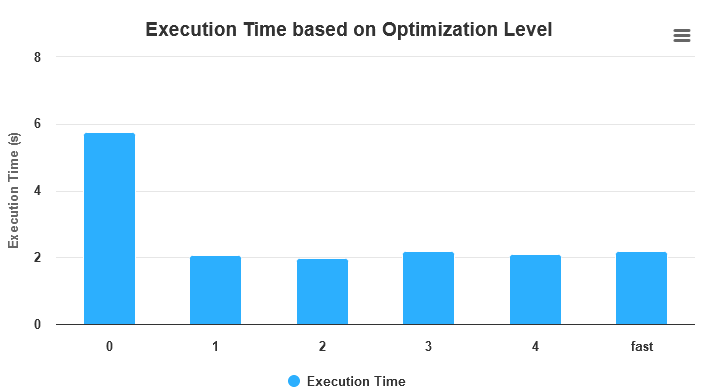 Execution Time based on Optimization Level
Execution Time (s)
8
6
4
2
0
0 1 2 3 4 fast
Execution Time